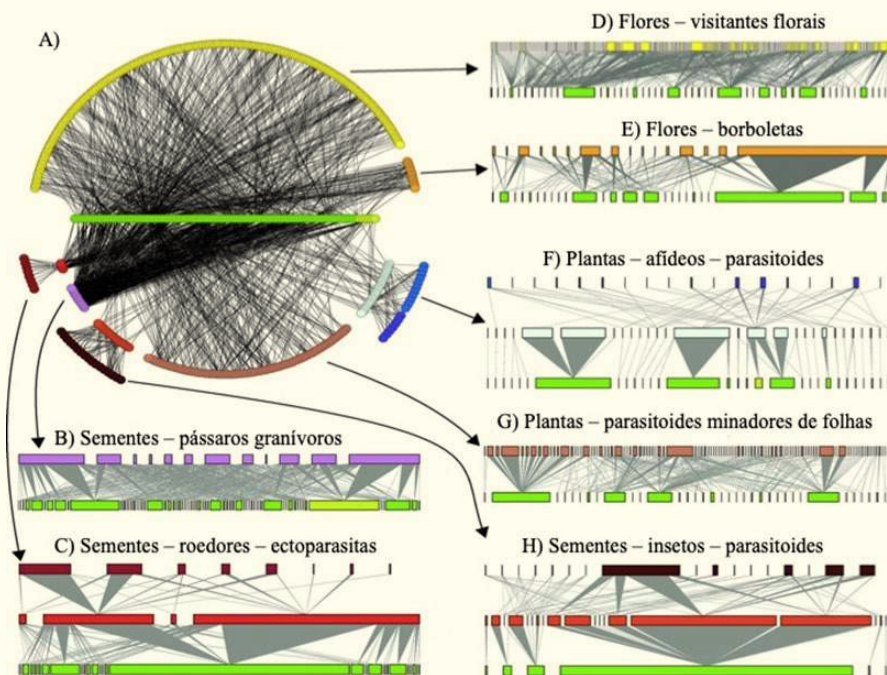 A)
D) Flores – visitantes florais
E) Flores – borboletas
F) Plantas – afídeos – parasitoides
G) Plantas – parasitoides minadores de folhas
B) Sementes – pássaros granívoros
C) Sementes – roedores – ectoparasitas
H) Sementes – insetos – parasitoides